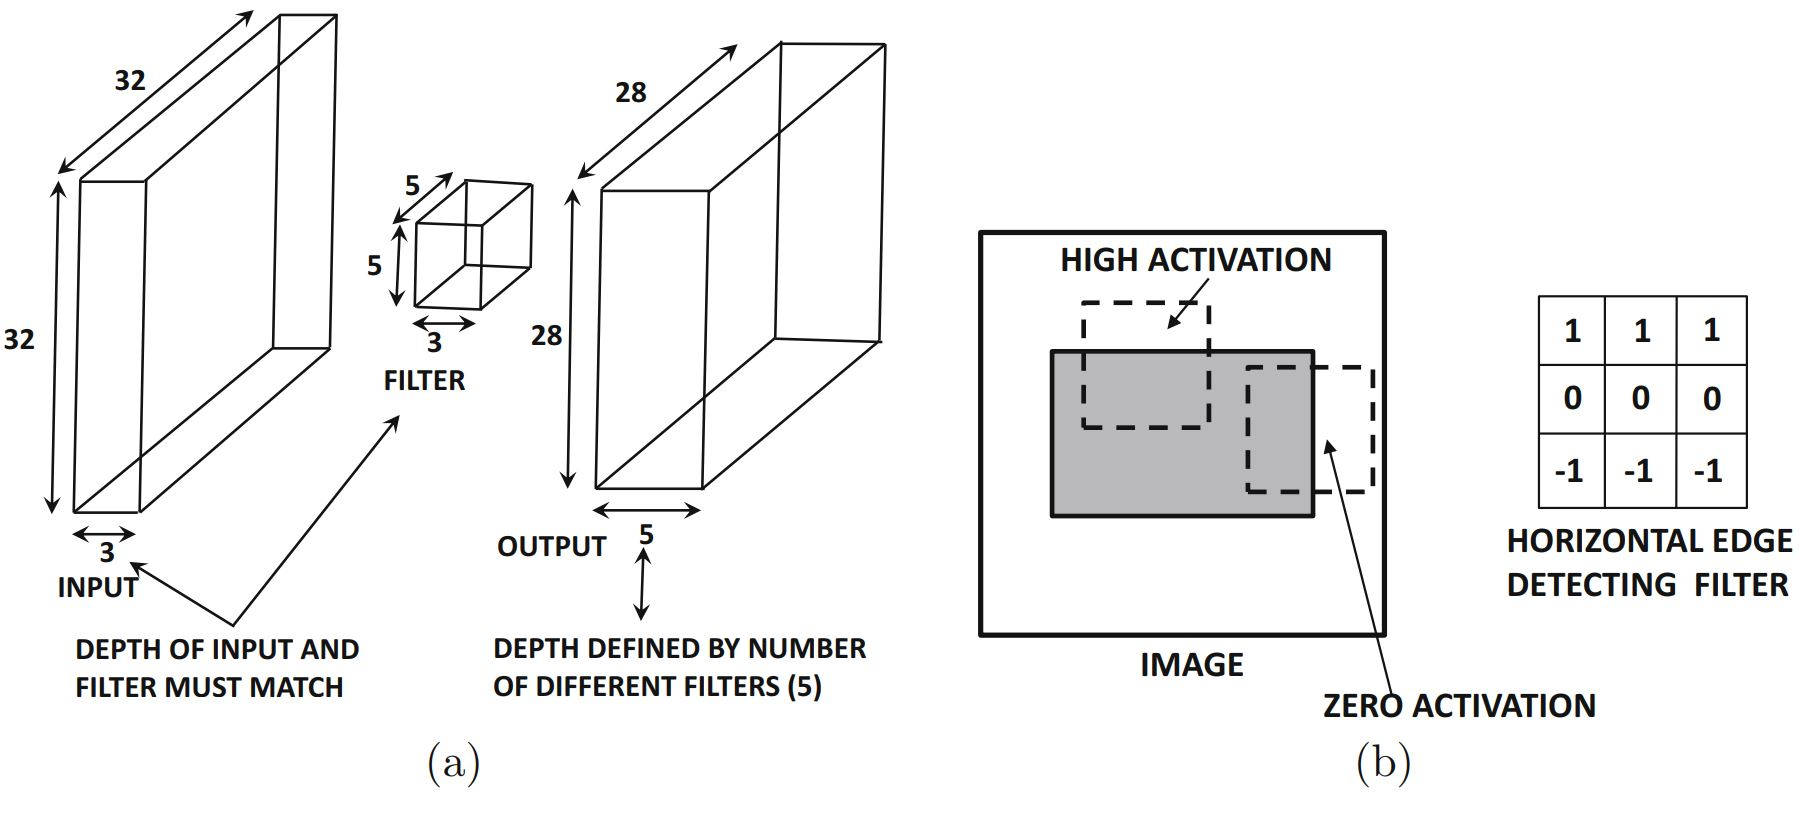 32
32
3
INPUT
5
5
3
FILTER
28
28
5
OUTPUT
DEPTH OF INPUT AND
FILTER MUST MATCH
DEPTH DEFINED BY NUMBER
OF DIFFERENT FILTERS (5)
(a)
HIGH ACTIVATION
IMAGE
ZERO ACTIVATION
1 1 1
0 0 0
-1 -1 -1
HORIZONTAL EDGE
DETECTING FILTER
(b)